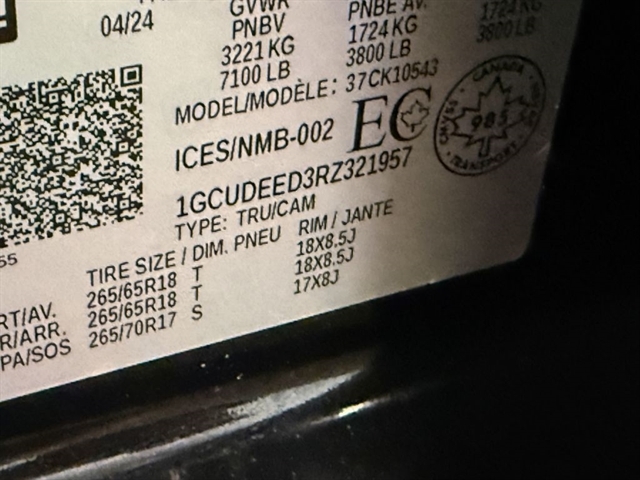 04/24
GVWR
PNBV
3221 KG
7100 LB
PNBE AV.
1724 KG
3800 LB
1724 KG
3800 LB
MODEL/MODÈLE: 37CK10543
ICES/NMB-002
EC
CANADA
985
TRANSPORT
1GCUDEED3RZ321957
TYPE: TRU/CAM
55
TIRE SIZE / DIM. PNEU RIM / JANTE
RT/AV. 265/65R18 T 18X8.5J
R/ARR. 265/65R18 T 18X8.5J
PA/SOS 265/70R17 S 17X8J